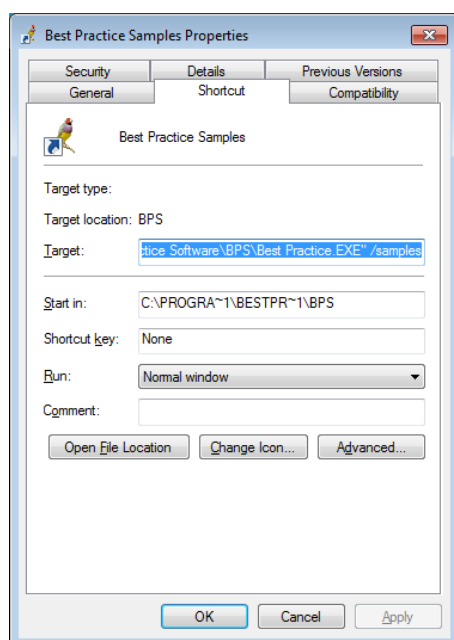 Best Practice Samples Properties
Security Details Previous Versions
General Shortcut Compatibility
Best Practice Samples
Target type:
Target location: BPS
Target: Software\BPS\Best Practice.EXE" /samples
Start in: C:\PROGRA~1\BESTPR~1\BPS
Shortcut key: None
Run: Normal window
Comment:
Open File Location Change Icon... Advanced...
OK Cancel Apply